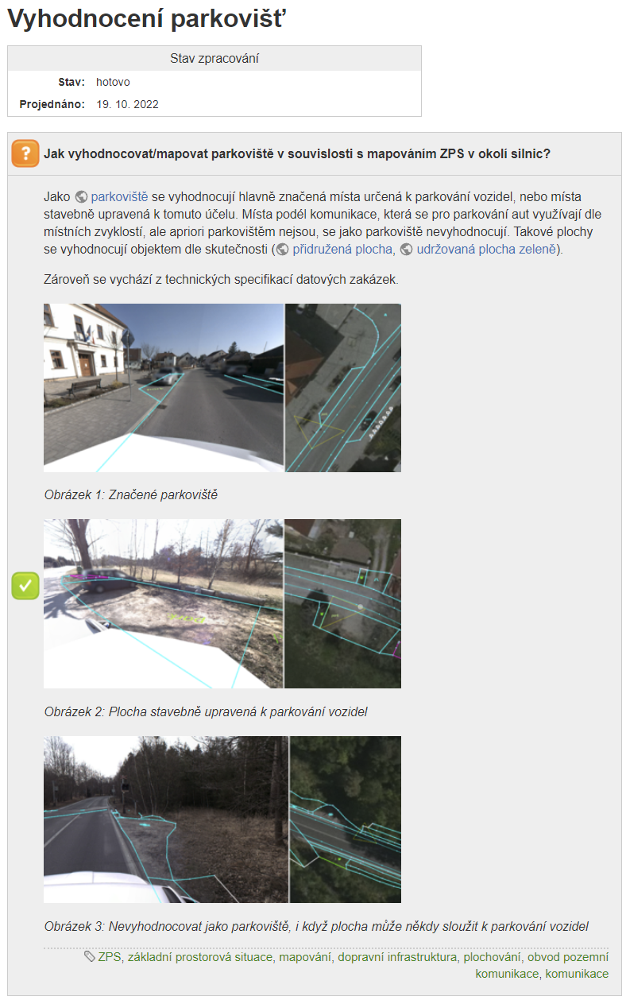 Vyhodnocení parkovišť
Stav zpracování
Stav: hotovo
Projednáno: 19. 10. 2022
Jak vyhodnocovat/mapovat parkoviště v souvislosti s mapováním ZPS v okolí silnic?
Jako parkoviště se vyhodnocují hlavně značená místa určená k parkování vozidel, nebo místa
stavebně upravená k tomuto účelu. Místa podél komunikace, která se pro parkování aut využívají dle
místních zvyklostí, ale apriori parkovištěm nejsou, se jako parkoviště nevyhodnocují. Takové plochy
se vyhodnocují objektem dle skutečnosti (přidružená plocha, udržovaná plocha zeleně).
Zároveň se vychází z technických specifikací datových zakázek.
Obrázek 1: Značené parkoviště
Obrázek 2: Plocha stavebně upravená k parkování vozidel
Obrázek 3: Nevyhodnocovat jako parkoviště, i když plocha může někdy sloužit k parkování vozidel
ZPS, základní prostorová situace, mapování, dopravní infrastruktura, plochování, obvod pozemní
komunikace, komunikace